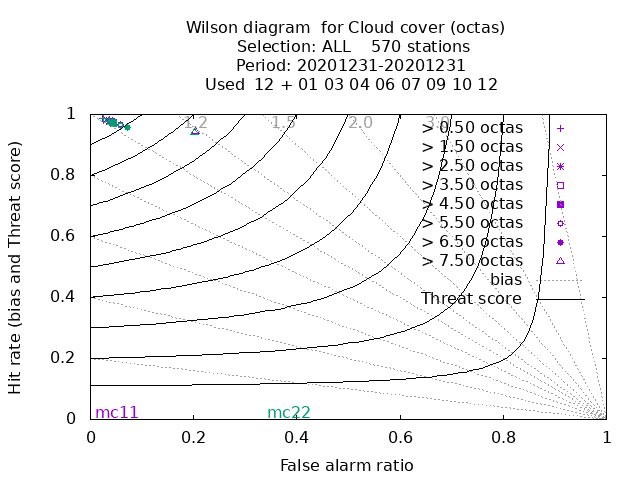 Wilson diagram  for Cloud cover (octas)
Selection: ALL    570 stations
Period: 20201231-20201231
Used  12 + 01 03 04 06 07 09 10 12
Hit rate (bias and Threat score)
1
0.8
0.6
0.4
0.2
0
1.2 1.5 2.0 3.0
> 0.50 octas
> 1.50 octas
> 2.50 octas
> 3.50 octas
> 4.50 octas
> 5.50 octas
> 6.50 octas
> 7.50 octas
bias
Threat score
mc11 mc22
0 0.2 0.4 0.6 0.8 1
False alarm ratio